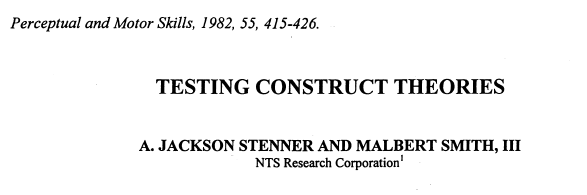 Perceptual and Motor Skills, 1982, 55, 415-426.
TESTING CONSTRUCT THEORIES
A. JACKSON STENNER AND MALBERT SMITH, III
NTS Research Corporation¹